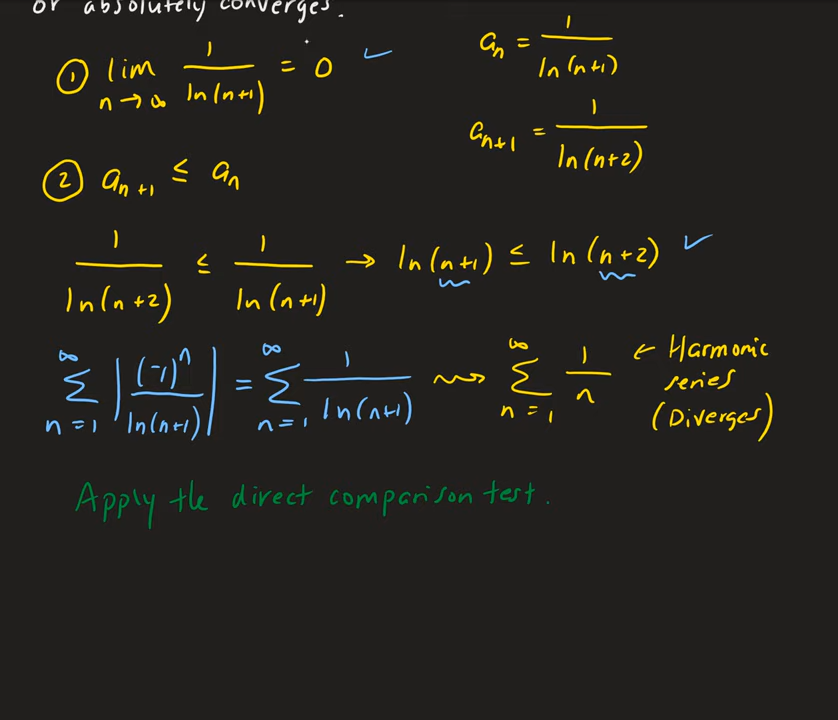 or absolutely converges.
① lim n→∞ 1/ln(n+1) = 0 ✓
aₙ = 1/ln(n+1)
aₙ₊₁ = 1/ln(n+2)
② aₙ₊₁ ≤ aₙ
1/ln(n+2) ≤ 1/ln(n+1) → ln(n+1) ≤ ln(n+2) ✓
∞ Σ n=1 |(-1)ⁿ/ln(n+1)| = ∞ Σ n=1 1/ln(n+1) ⇝ ∞ Σ n=1 1/n ← Harmonic
series
(Diverges)
Apply the direct comparison test.